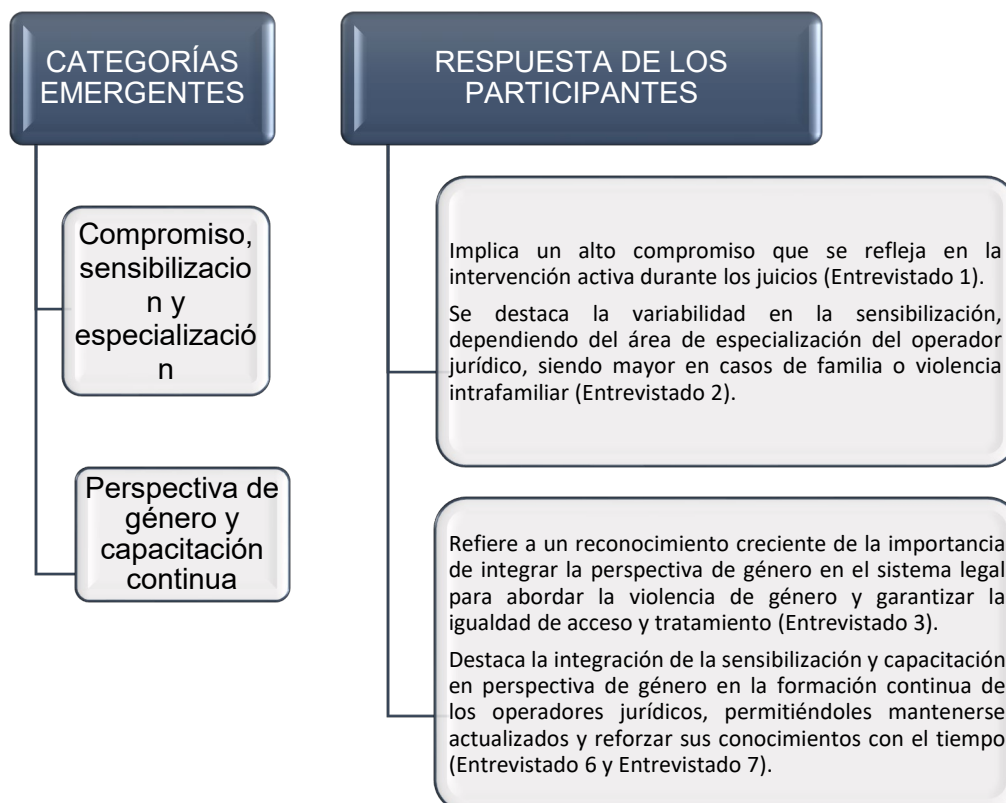 CATEGORÍAS
EMERGENTES
Compromiso,
sensibilizacio
n y
especializació
n
Perspectiva de
género y
capacitación
continua
RESPUESTA DE LOS
PARTICIPANTES
Implica un alto compromiso que se refleja en la
intervención activa durante los juicios (Entrevistado 1).
Se destaca la variabilidad en la sensibilización,
dependiendo del área de especialización del operador
jurídico, siendo mayor en casos de familia o violencia
intrafamiliar (Entrevistado 2).
Refiere a un reconocimiento creciente de la importancia
de integrar la perspectiva de género en el sistema legal
para abordar la violencia de género y garantizar la
igualdad de acceso y tratamiento (Entrevistado 3).
Destaca la integración de la sensibilización y capacitación
en perspectiva de género en la formación continua de
los operadores jurídicos, permitiéndoles mantenerse
actualizados y reforzar sus conocimientos con el tiempo
(Entrevistado 6 y Entrevistado 7).